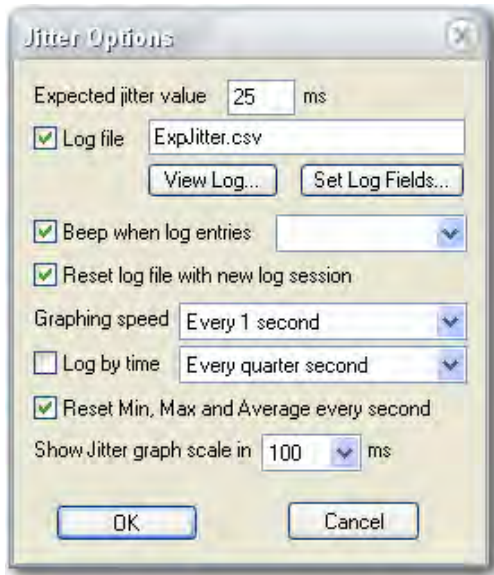 Jitter Options
Expected jitter value 25 ms
Log file ExpJitter.csv
View Log... Set Log Fields...
Beep when log entries
Reset log file with new log session
Graphing speed Every 1 second
Log by time Every quarter second
Reset Min, Max and Average every second
Show Jitter graph scale in 100 ms
OK Cancel